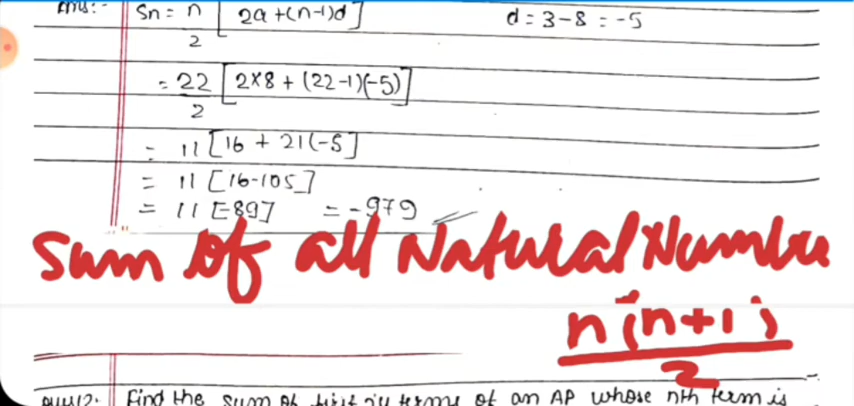 Ans:- Sn = n/2 [2a + (n-1)d] d = 3-8 = -5
= 22/2 [2×8 + (22-1)(-5)]
= 11 [16 + 21(-5]
= 11 [16-105]
= 11 [-89] = -979
Sum of all Natural Number
n(n+1)/2
Find the sum of first terms of an AP whose nth term is